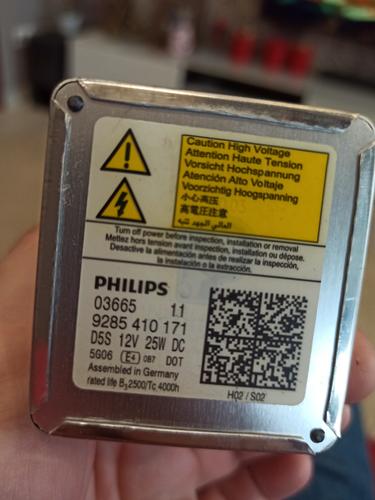 Caution High Voltage
Attention Haute Tension
Vorsicht Hochspannung
Atención Alto Voltaje
Voorzichtig Hoogspanning
小心高压
高電圧注意
Turn off power before inspection, installation or removal
Mettez hors tension avant inspection, installation ou dépose.
Desactive la alimentación antes de realizar la inspección,
la instalación o la extracción.
PHILIPS
03665 1.1
9285 410 171
D5S 12V 25W DC
5G06 E4 0B7 DOT
Assembled in Germany
rated life B3 2500/Tc 4000h
H02 / S02